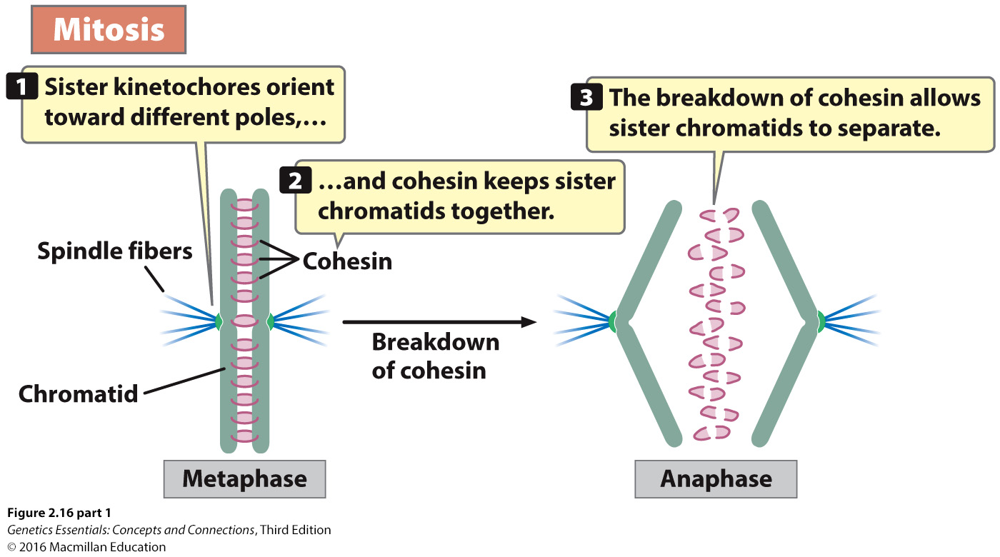 Mitosis
1 Sister kinetochores orient
toward different poles,…
2 …and cohesin keeps sister
chromatids together.
3 The breakdown of cohesin allows
sister chromatids to separate.
Spindle fibers
Cohesin
Breakdown
of cohesin
Chromatid
Metaphase
Anaphase
Figure 2.16 part 1
Genetics Essentials: Concepts and Connections, Third Edition
© 2016 Macmillan Education